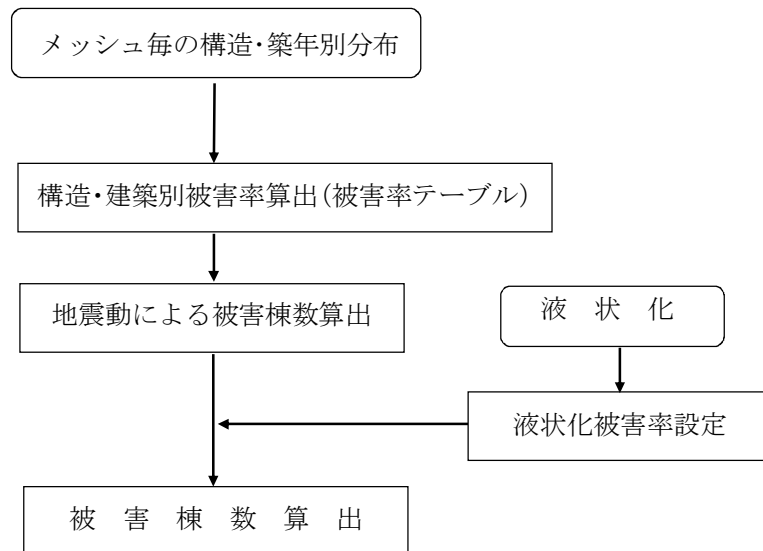 メッシュ毎の構造･築年別分布
構造･建築別被害率算出(被害率テーブル)
地震動による被害棟数算出
液　状　化
液状化被害率設定
被　害　棟　数　算　出